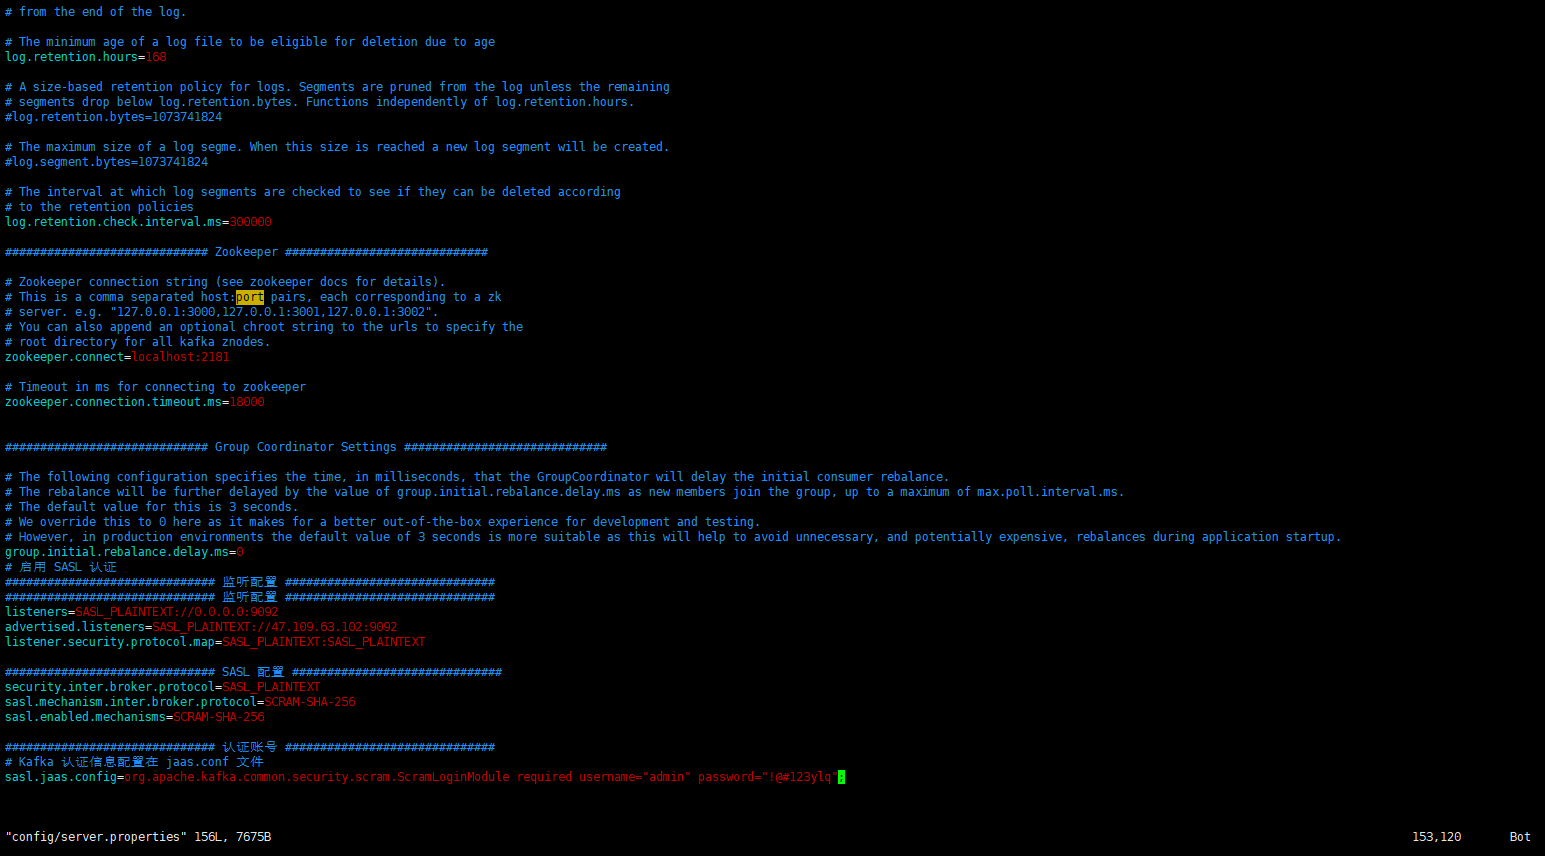 # from the end of the log.
# The minimum age of a log file to be eligible for deletion due to age
log.retention.hours=168
# A size-based retention policy for logs. Segments are pruned from the log unless the remaining
# segments drop below log.retention.bytes. Functions independently of log.retention.hours.
#log.retention.bytes=1073741824
# The maximum size of a log segme. When this size is reached a new log segment will be created.
#log.segment.bytes=1073741824
# The interval at which log segments are checked to see if they can be deleted according
# to the retention policies
log.retention.check.interval.ms=300000
############################# Zookeeper #############################
# Zookeeper connection string (see zookeeper docs for details).
# This is a comma separated host:port pairs, each corresponding to a zk
# server. e.g. "127.0.0.1:3000,127.0.0.1:3001,127.0.0.1:3002".
# You can also append an optional chroot string to the urls to specify the
# root directory for all kafka znodes.
zookeeper.connect=localhost:2181
# Timeout in ms for connecting to zookeeper
zookeeper.connection.timeout.ms=18000
############################# Group Coordinator Settings #############################
# The following configuration specifies the time, in milliseconds, that the GroupCoordinator will delay the initial consumer rebalance.
# The rebalance will be further delayed by the value of group.initial.rebalance.delay.ms as new members join the group, up to a maximum of max.poll.interval.ms.
# The default value for this is 3 seconds.
# We override this to 0 here as it makes for a better out-of-the-box experience for development and testing.
# However, in production environments the default value of 3 seconds is more suitable as this will help to avoid unnecessary, and potentially expensive, rebalances during application startup.
group.initial.rebalance.delay.ms=0
# 启用 SASL 认证
############################## 监听配置 ##############################
############################## 监听配置 ##############################
listeners=SASL_PLAINTEXT://0.0.0.0:9092
advertised.listeners=SASL_PLAINTEXT://47.109.63.102:9092
listener.security.protocol.map=SASL_PLAINTEXT:SASL_PLAINTEXT
############################## SASL 配置 ##############################
security.inter.broker.protocol=SASL_PLAINTEXT
sasl.mechanism.inter.broker.protocol=SCRAM-SHA-256
sasl.enabled.mechanisms=SCRAM-SHA-256
############################## 认证账号 ##############################
# Kafka 认证信息配置在 jaas.conf 文件
sasl.jaas.config=org.apache.kafka.common.security.scram.ScramLoginModule required username="admin" password="!@#123ylq";
"config/server.properties" 156L, 7675B 153,120 Bot